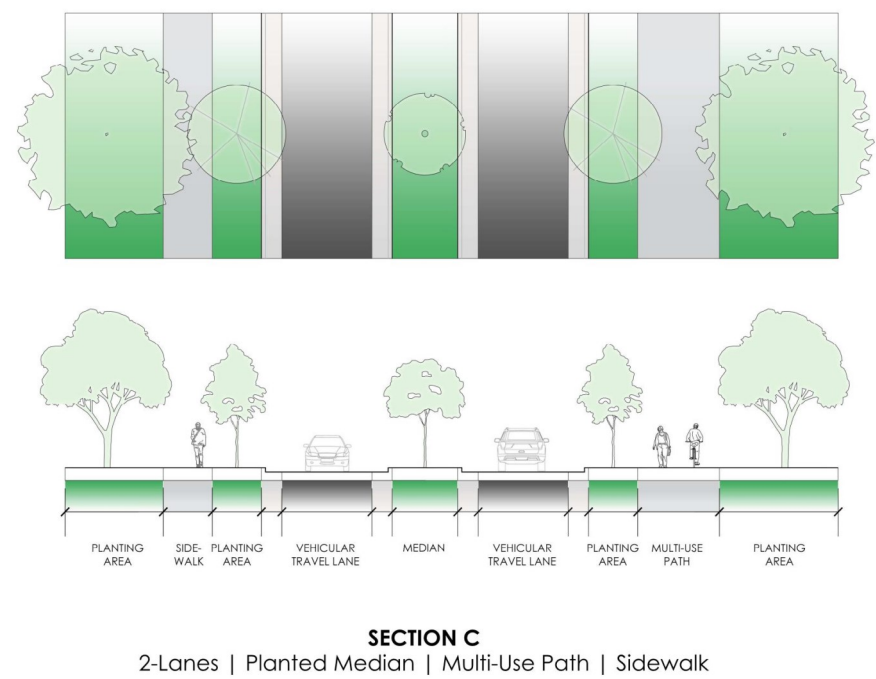 PLANTING
AREA
SIDE-
WALK
PLANTING
AREA
VEHICULAR
TRAVEL LANE
MEDIAN
VEHICULAR
TRAVEL LANE
PLANTING
AREA
MULTI-USE
PATH
PLANTING
AREA
SECTION C
2-Lanes | Planted Median | Multi-Use Path | Sidewalk